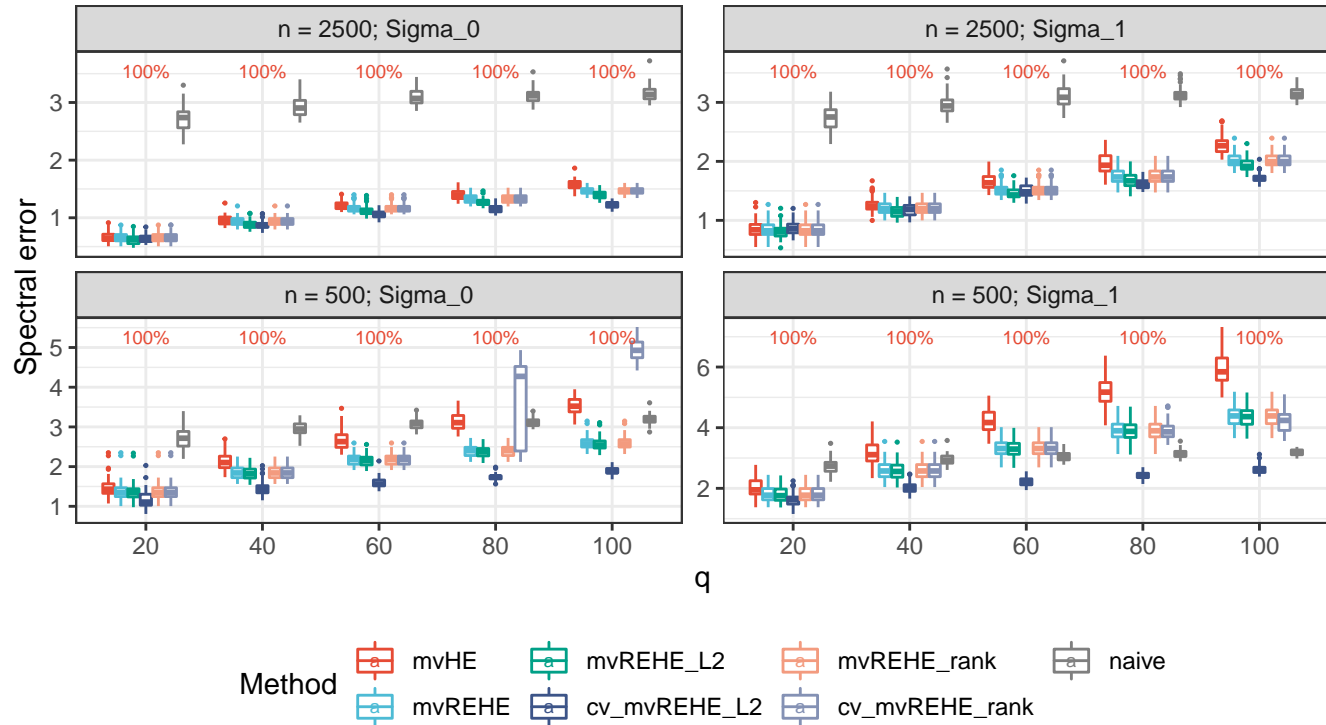 n = 2500; Sigma_0
n = 2500; Sigma_1
100% 100% 100% 100% 100%
100% 100% 100% 100% 100%
3
2
1
3
2
1
Spectral error
n = 500; Sigma_0
n = 500; Sigma_1
100% 100% 100% 100% 100%
100% 100% 100% 100% 100%
5
4
3
2
1
6
4
2
20 40 60 80 100
20 40 60 80 100
q
Method
a mvHE
a mvREHE_L2
a mvREHE_rank
a naive
a mvREHE
a cv_mvREHE_L2
a cv_mvREHE_rank